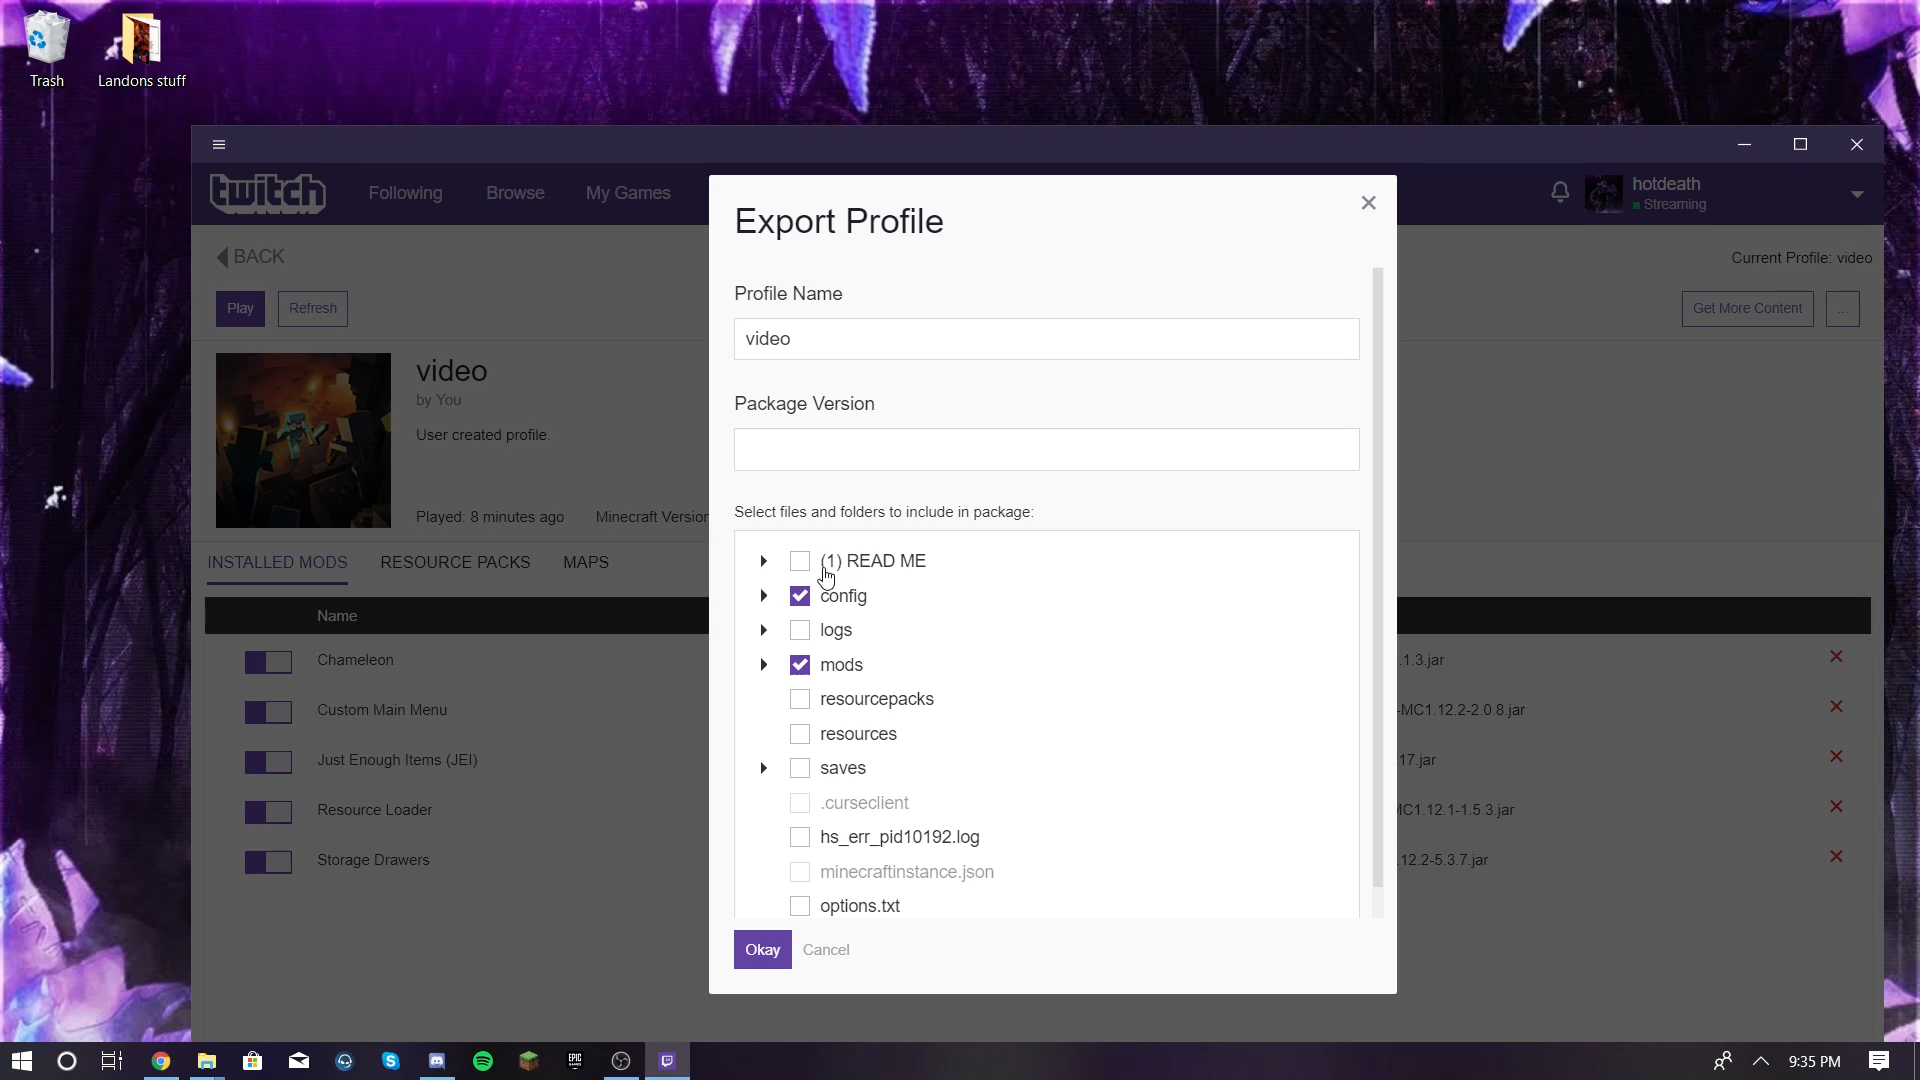 Trash
Landons stuff
twitch
Following
Browse
My Games
hotdeath
Streaming
BACK
Current Profile: video
Play
Refresh
Get More Content
...
video
by You
User created profile.
Played: 8 minutes ago
Minecraft Version
INSTALLED MODS
RESOURCE PACKS
MAPS
Name
Chameleon
.1.3.jar
Custom Main Menu
-MC1.12.2-2.0.8.jar
Just Enough Items (JEI)
17.jar
Resource Loader
MC1.12.1-1.5.3.jar
Storage Drawers
.12.2-5.3.7.jar
Export Profile
Profile Name
video
Package Version
Select files and folders to include in package:
(1) READ ME
config
logs
mods
resourcepacks
resources
saves
.curseclient
hs_err_pid10192.log
minecraftinstance.json
options.txt
Okay
Cancel
EPIC
GAMES
9:35 PM